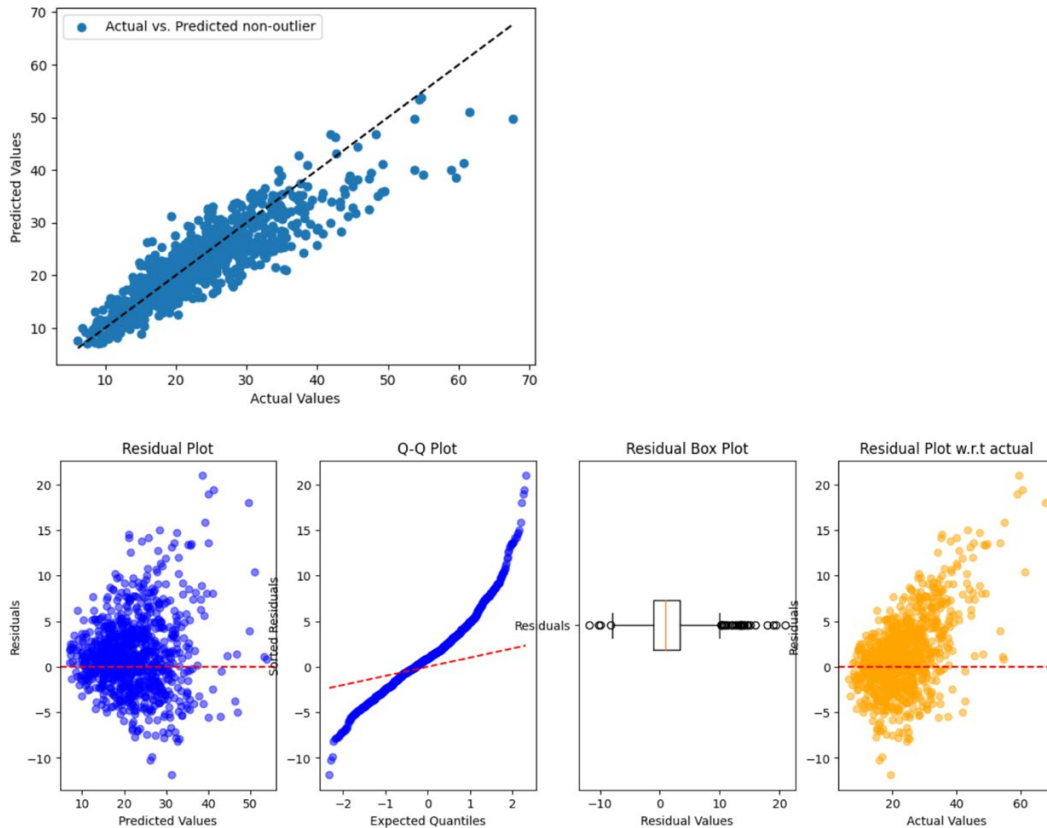 70
60
50
40
30
20
10
Predicted Values
Actual vs. Predicted non-outlier
10 20 30 40 50 60 70
Actual Values
Residual Plot
20
15
10
5
0
−5
−10
Residuals
10 20 30 40 50
Predicted Values
Q-Q Plot
20
15
10
5
0
−5
−10
Sorted Residuals
−2 −1 0 1 2
Expected Quantiles
Residual Box Plot
Residuals
−10 0 10 20
Residual Values
Residual Plot w.r.t actual
20
15
10
5
0
−5
−10
Residuals
20 40 60
Actual Values